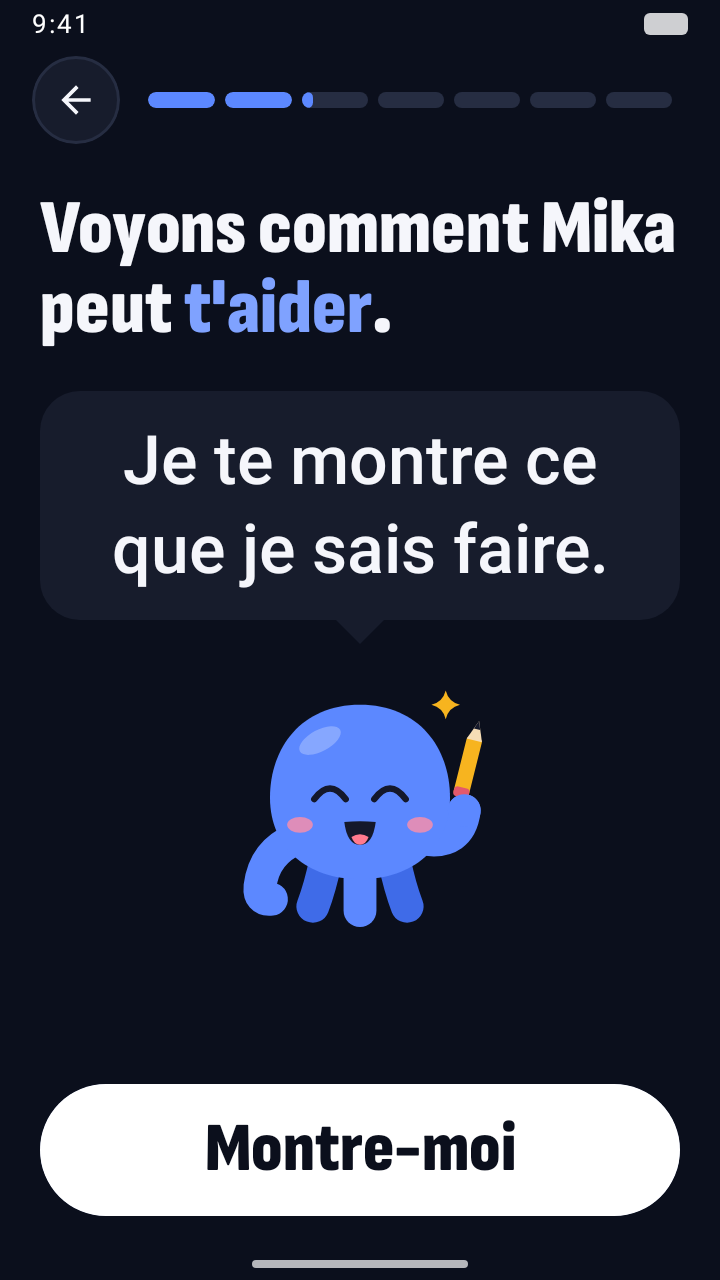 9:41
Voyons comment Mika
peut t'aider.
Je te montre ce
que je sais faire.
Montre-moi